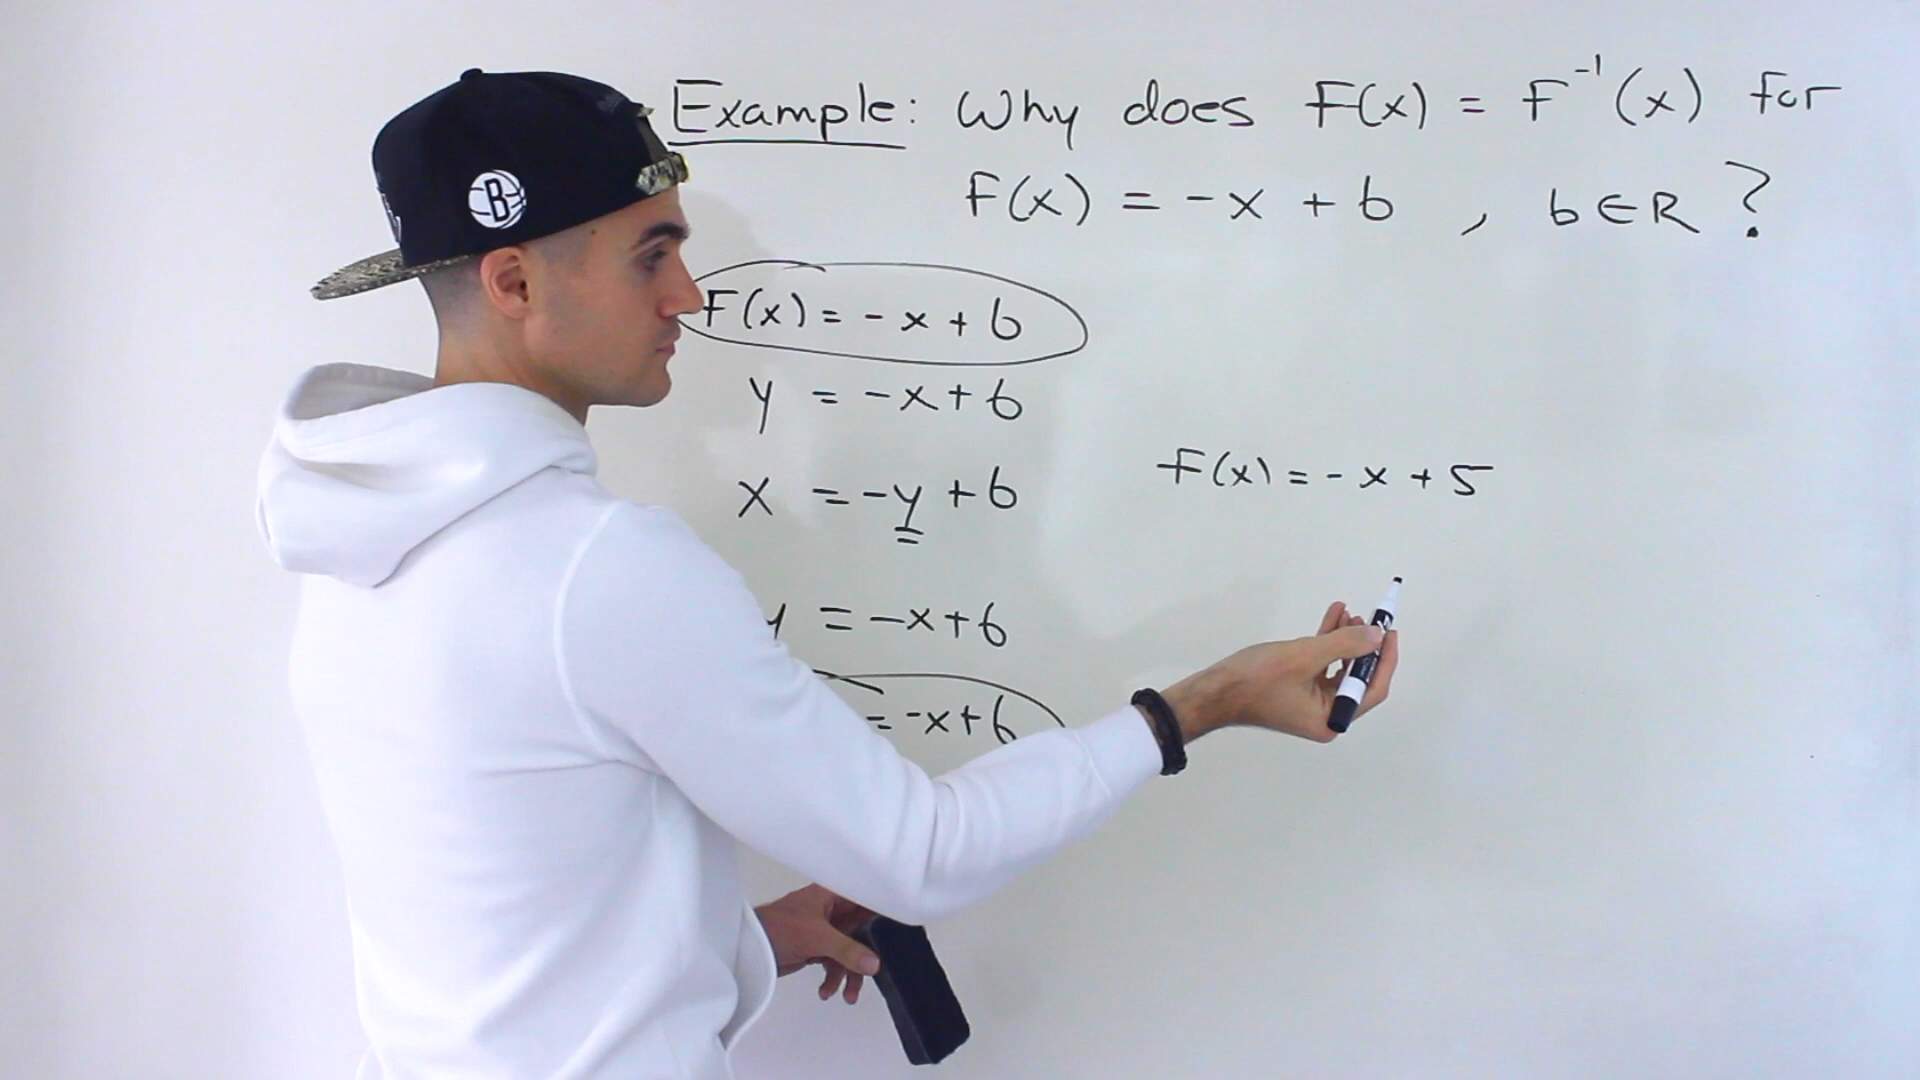 Example: Why does F(x) = F⁻¹(x) for
F(x) = -x + b , b∈R ?
F(x) = -x + b
y = -x+b
x = -y+b
F(x) = -x + 5
y = -x+b
= -x+b
B